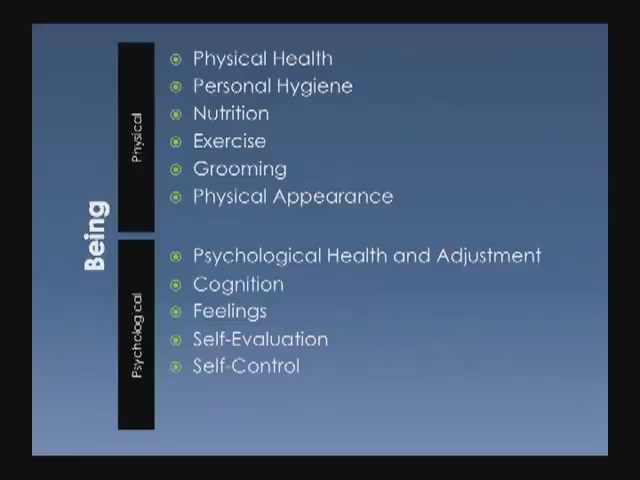 Being
Physical
Physical Health
Personal Hygiene
Nutrition
Exercise
Grooming
Physical Appearance
Psychological
Psychological Health and Adjustment
Cognition
Feelings
Self-Evaluation
Self-Control